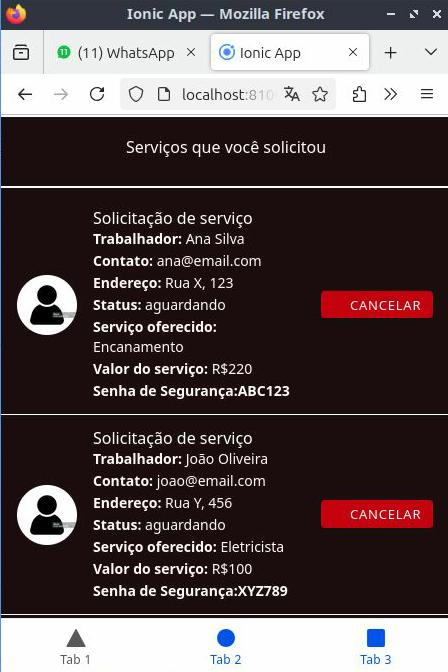 Ionic App — Mozilla Firefox
11 (11) WhatsApp
Ionic App
localhost:810
Serviços que você solicitou
Solicitação de serviço
Trabalhador: Ana Silva
Contato: ana@email.com
Endereço: Rua X, 123
Status: aguardando
CANCELAR
Serviço oferecido:
Encanamento
Valor do serviço: R$220
Senha de Segurança:ABC123
Solicitação de serviço
Trabalhador: João Oliveira
Contato: joao@email.com
Endereço: Rua Y, 456
Status: aguardando
CANCELAR
Serviço oferecido: Eletricista
Valor do serviço: R$100
Senha de Segurança:XYZ789
Tab 1
Tab 2
Tab 3